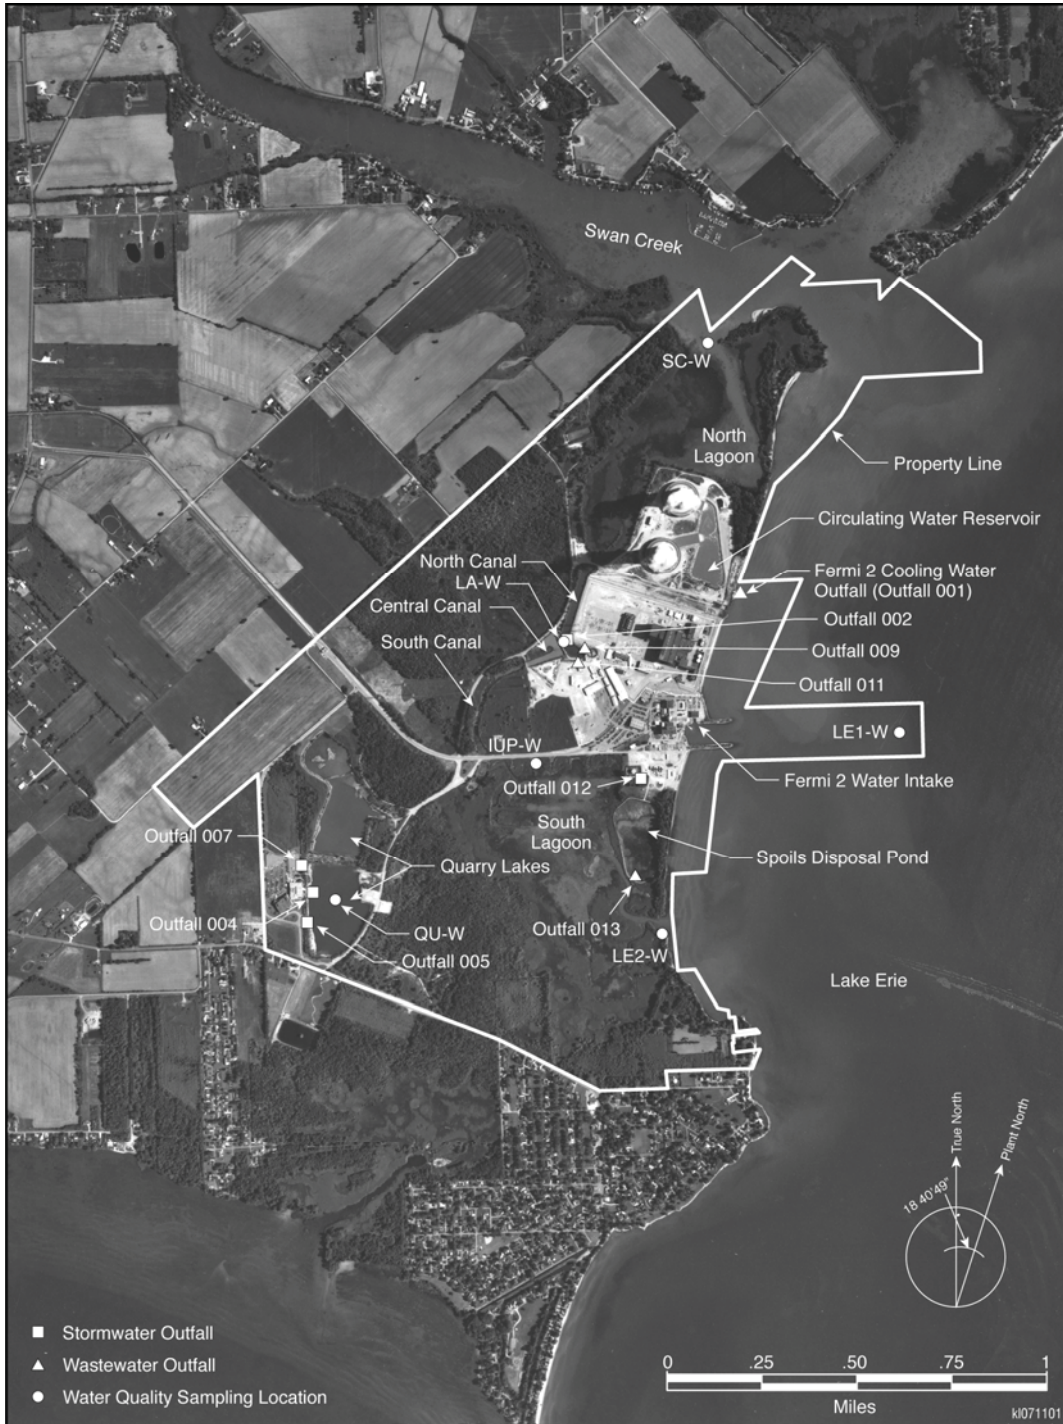 Swan Creek
SC-W
North
Lagoon
Property Line
Circulating Water Reservoir
North Canal
LA-W
Central Canal
South Canal
Fermi 2 Cooling Water
Outfall (Outfall 001)
Outfall 002
Outfall 009
Outfall 011
IUP-W
LE1-W
Outfall 012
Fermi 2 Water Intake
South
Lagoon
Outfall 007
Quarry Lakes
Spoils Disposal Pond
Outfall 004
QU-W
Outfall 005
Outfall 013
LE2-W
Lake Erie
True North
Plant North
18 40'49"
Stormwater Outfall
Wastewater Outfall
Water Quality Sampling Location
0 .25 .50 .75 1
Miles
kl071101